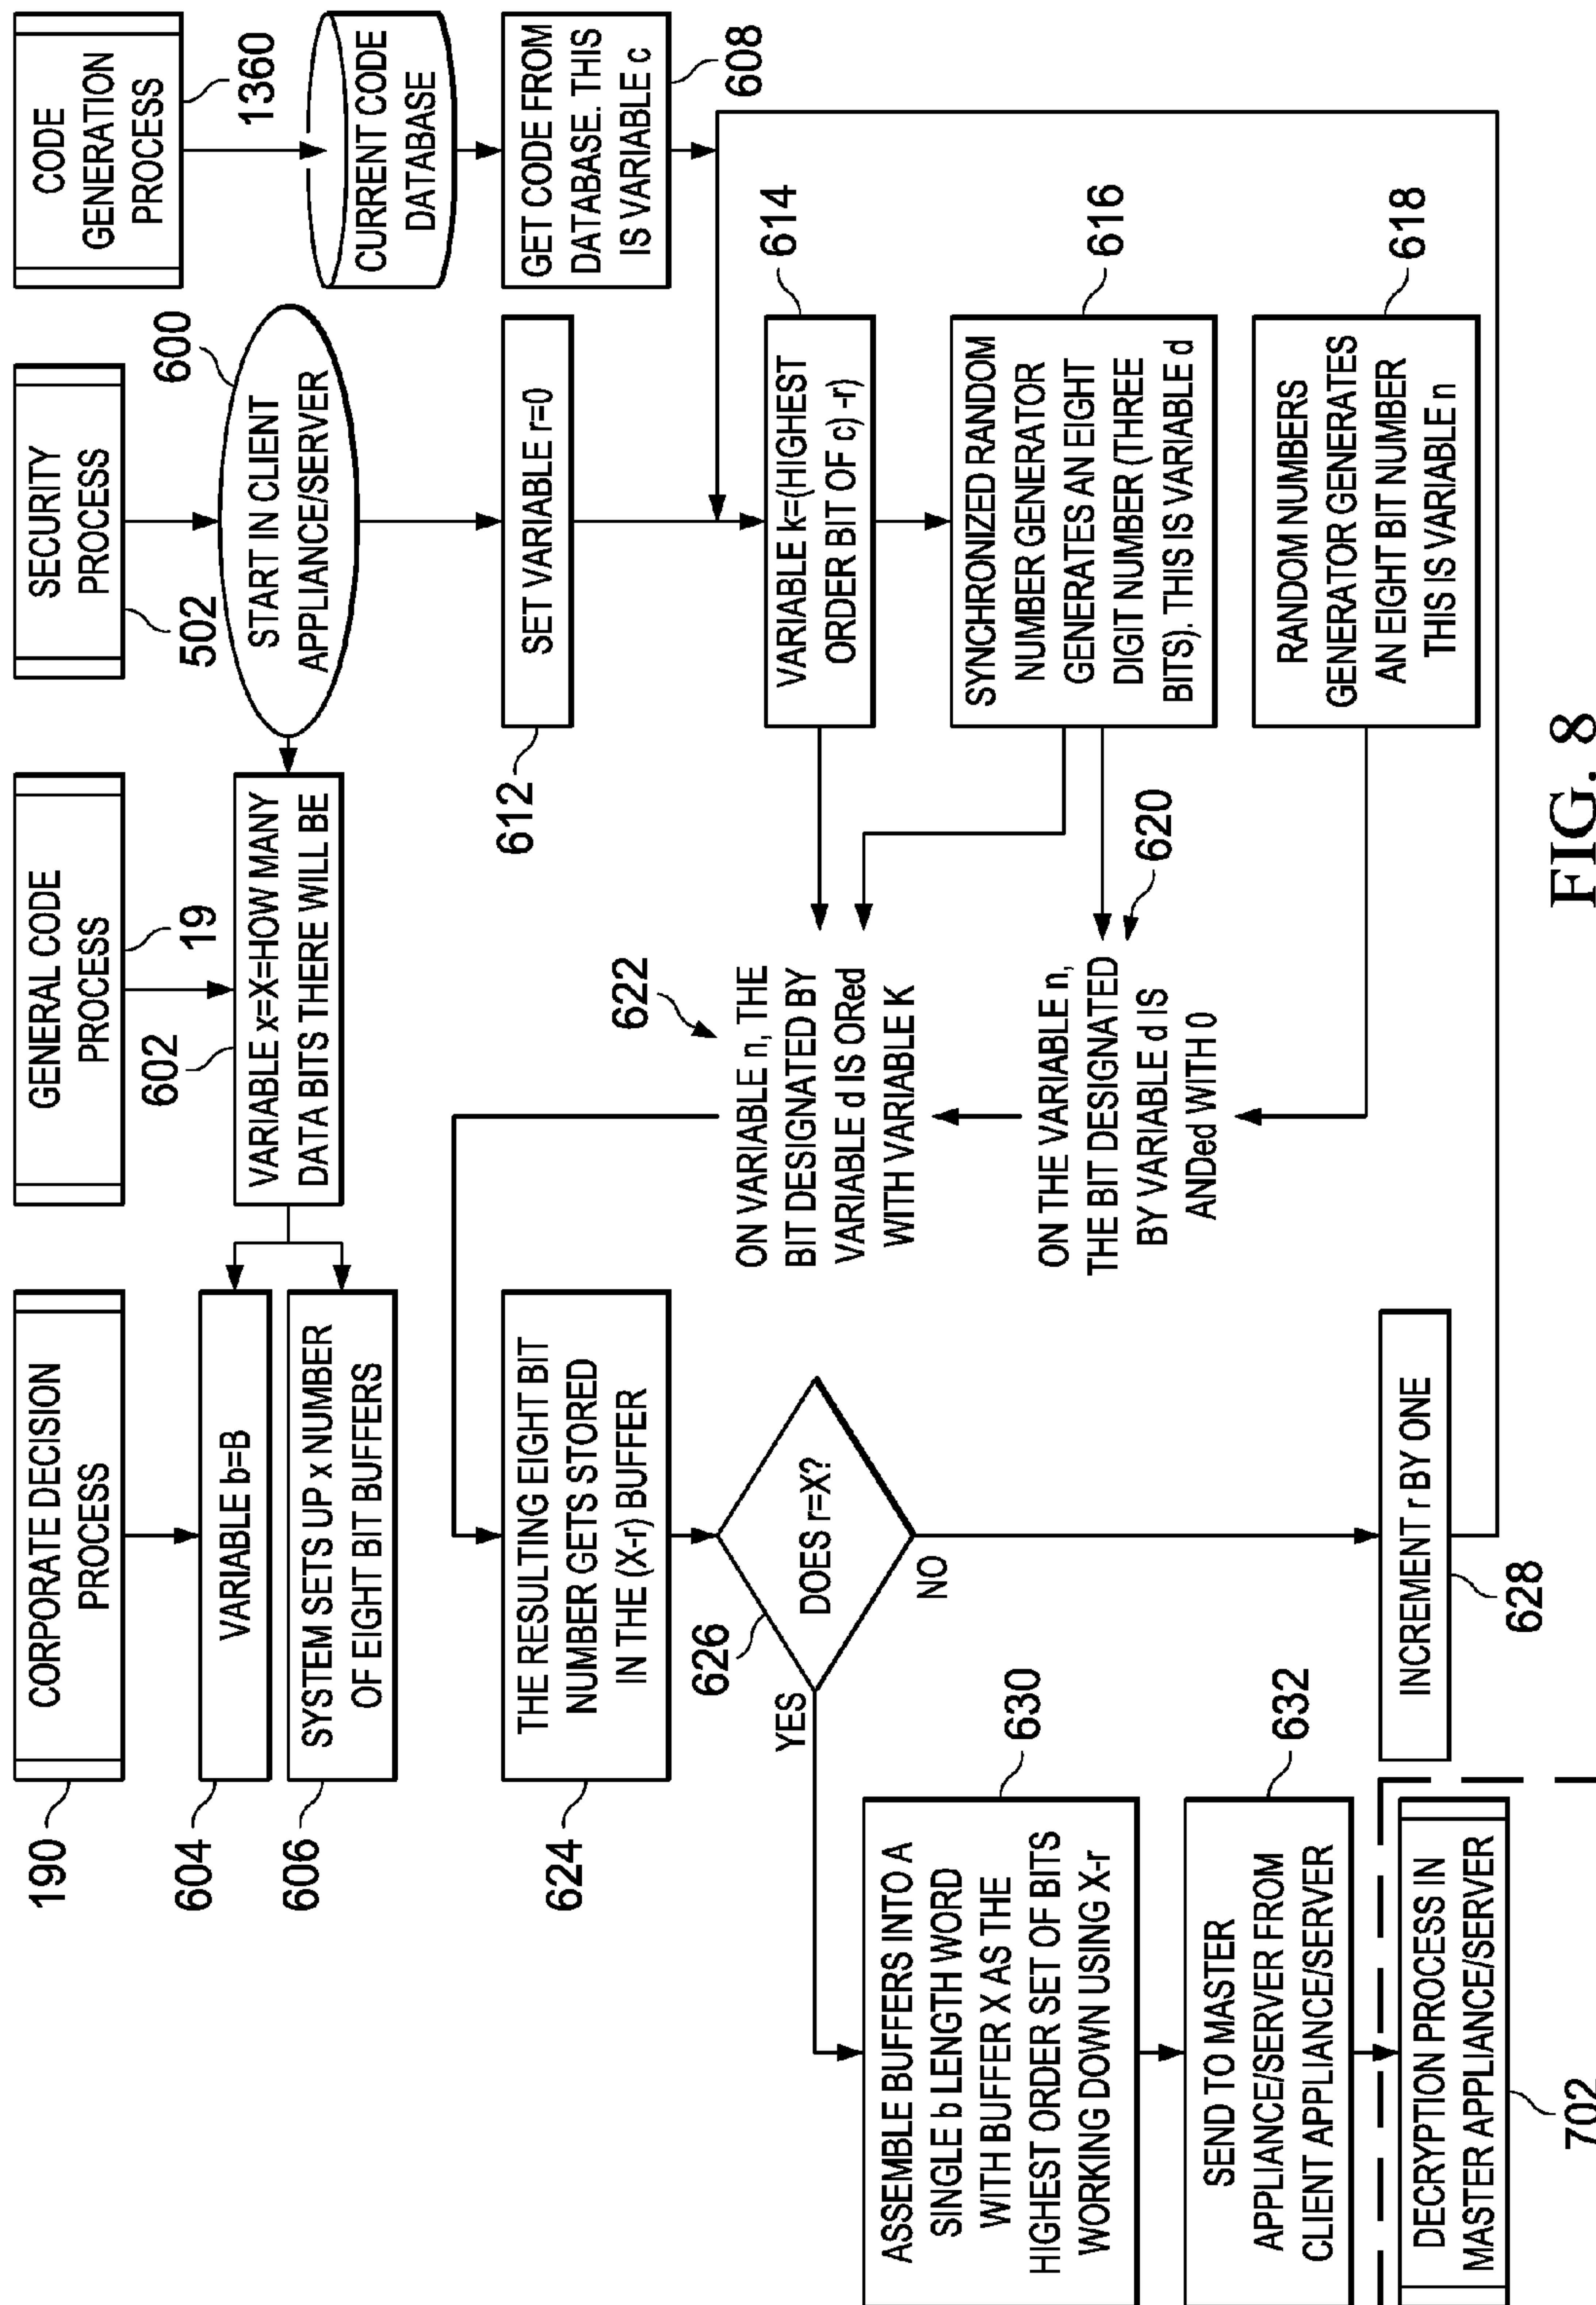 CORPORATE DECISION
PROCESS
190
VARIABLE b=B
604
SYSTEM SETS UP x NUMBER
OF EIGHT BIT BUFFERS
606
GENERAL CODE
PROCESS
19
602
VARIABLE x=X=HOW MANY
DATA BITS THERE WILL BE
SECURITY
PROCESS
502
600
START IN CLIENT
APPLIANCE/SERVER
CODE
GENERATION
PROCESS
1360
CURRENT CODE
DATABASE
GET CODE FROM
DATABASE. THIS
IS VARIABLE c
608
SET VARIABLE r=0
612
VARIABLE k=(HIGHEST
ORDER BIT OF c) -r)
614
SYNCHRONIZED RANDOM
NUMBER GENERATOR
GENERATES AN EIGHT
DIGIT NUMBER (THREE
BITS). THIS IS VARIABLE d
616
RANDOM NUMBERS
GENERATOR GENERATES
AN EIGHT BIT NUMBER
THIS IS VARIABLE n
618
622
ON VARIABLE n, THE
BIT DESIGNATED BY
VARIABLE d IS ORed
WITH VARIABLE K
620
ON THE VARIABLE n,
THE BIT DESIGNATED
BY VARIABLE d IS
ANDed WITH 0
THE RESULTING EIGHT BIT
NUMBER GETS STORED
IN THE (X-r) BUFFER
624
626
DOES r=X?
YES
NO
INCREMENT r BY ONE
628
ASSEMBLE BUFFERS INTO A
SINGLE b LENGTH WORD
WITH BUFFER X AS THE
HIGHEST ORDER SET OF BITS
WORKING DOWN USING X-r
630
SEND TO MASTER
APPLIANCE/SERVER FROM
CLIENT APPLIANCE/SERVER
632
DECRYPTION PROCESS IN
MASTER APPLIANCE/SERVER
702
FIG. 8